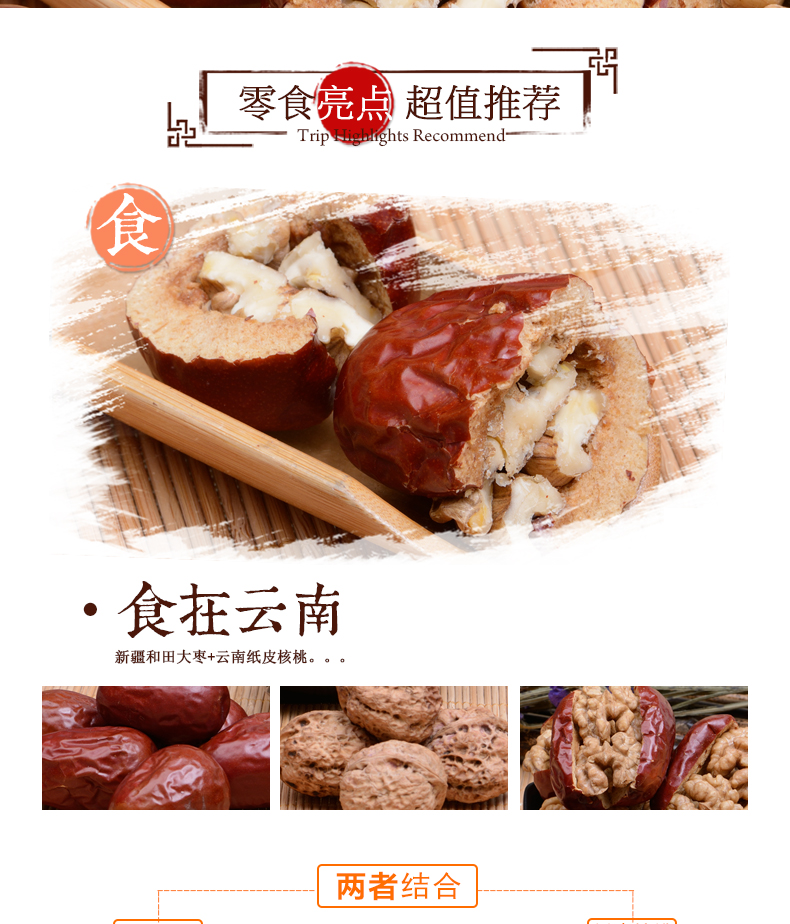 零食亮点 超值推荐
Trip Highlights Recommend
食
• 食在云南
新疆和田大枣+云南纸皮核桃。。。
两者结合